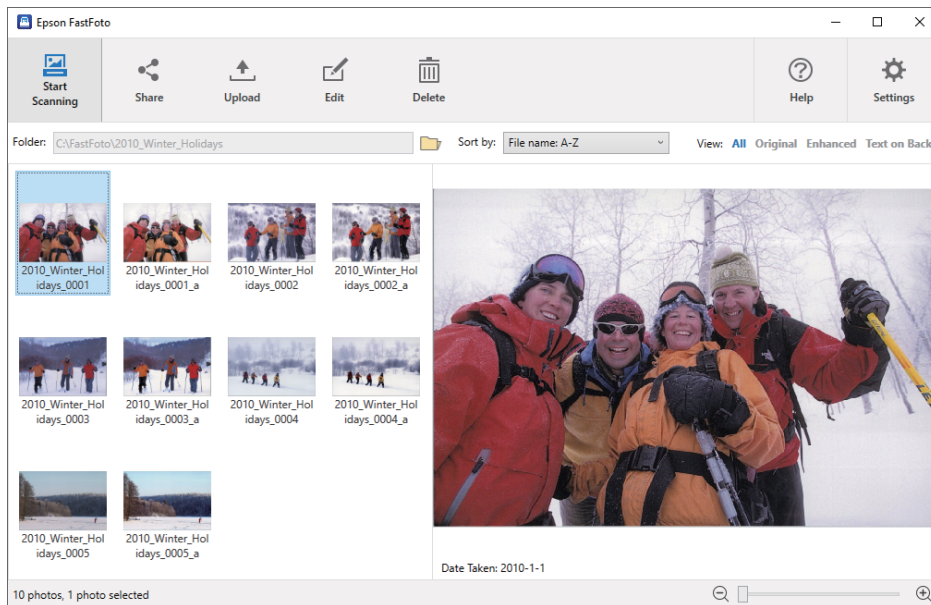 Epson FastFoto
Start
Scanning
Share
Upload
Edit
Delete
Help
Settings
Folder: C:\FastFoto\2010_Winter_Holidays
Sort by: File name: A-Z
View: All Original Enhanced Text on Back
2010_Winter_Hol
idays_0001
2010_Winter_Hol
idays_0001_a
2010_Winter_Hol
idays_0002
2010_Winter_Hol
idays_0002_a
2010_Winter_Hol
idays_0003
2010_Winter_Hol
idays_0003_a
2010_Winter_Hol
idays_0004
2010_Winter_Hol
idays_0004_a
2010_Winter_Hol
idays_0005
2010_Winter_Hol
idays_0005_a
Date Taken: 2010-1-1
10 photos, 1 photo selected